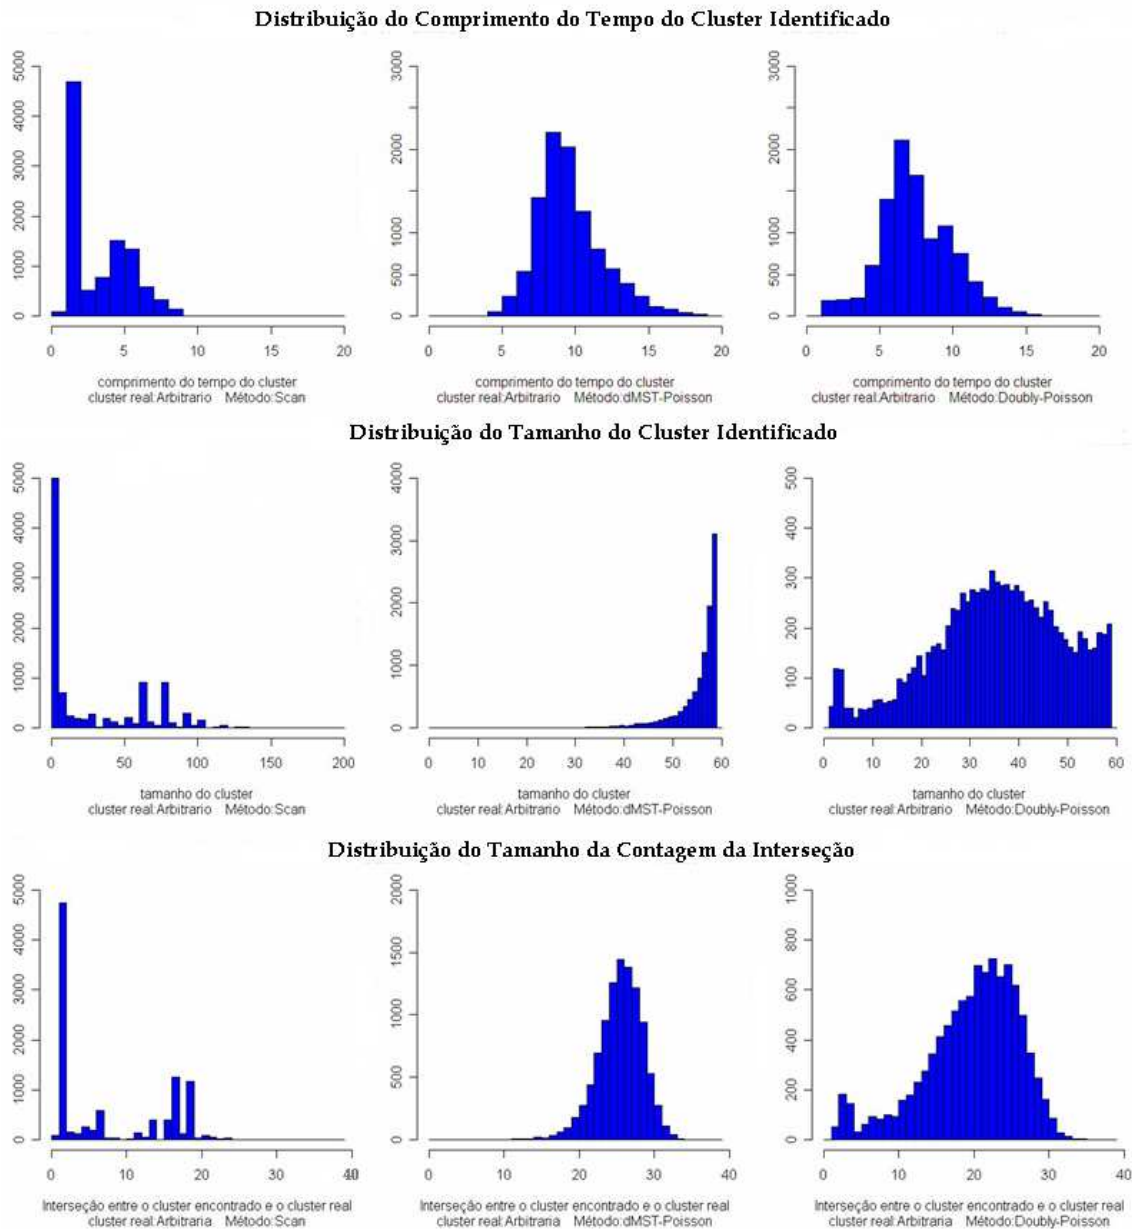 Distribuição do Comprimento do Tempo do Cluster Identificado
5000 3000 3000
4000
3000 2000 2000
2000
1000 1000
1000 500 500
0 0 0
0 5 10 15 20 0 5 10 15 20 0 5 10 15 20
comprimento do tempo do cluster comprimento do tempo do cluster comprimento do tempo do cluster
cluster real:Arbitrario Método:Scan cluster real:Arbitrario Método:dMST-Poisson cluster real:Arbitrario Método:Doubly-Poisson
Distribuição do Tamanho do Cluster Identificado
5000 4000 500
4000 400
3000 3000 300
2000 2000 200
1000 1000 100
0 0 0
0 50 100 150 200 0 10 20 30 40 50 60 0 10 20 30 40 50 60
tamanho do cluster tamanho do cluster tamanho do cluster
cluster real:Arbitrario Método:Scan cluster real:Arbitrario Método:dMST-Poisson cluster real:Arbitrario Método:Doubly-Poisson
Distribuição do Tamanho da Contagem da Interseção
5000 2000 1000
4000 1500 800
3000 600
2000 1000 400
1000 500 200
0 0 0
0 10 20 30 0 10 20 30 40 0 10 20 30 40
Interseção entre o cluster encontrado e o cluster real Interseção entre o cluster encontrado e o cluster real Interseção entre o cluster encontrado e o cluster real
cluster real:Arbitraria Método:Scan cluster real:Arbitraria Método:dMST-Poisson cluster real:Arbitraria Método:Doubly-Poisson